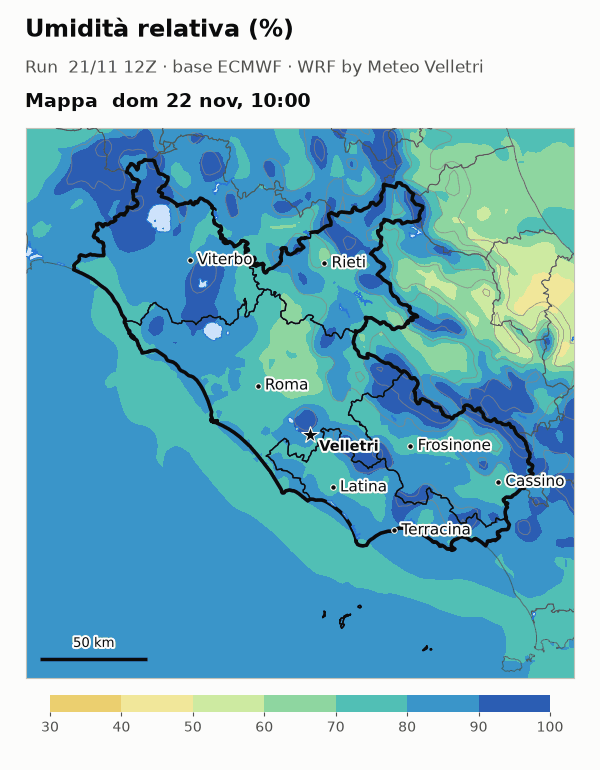 Umidità relativa (%)
Run  21/11 12Z · base ECMWF · WRF by Meteo Velletri
Mappa  dom 22 nov, 10:00
Viterbo
Rieti
Roma
Velletri
Frosinone
Latina
Cassino
Terracina
50 km
30 40 50 60 70 80 90 100